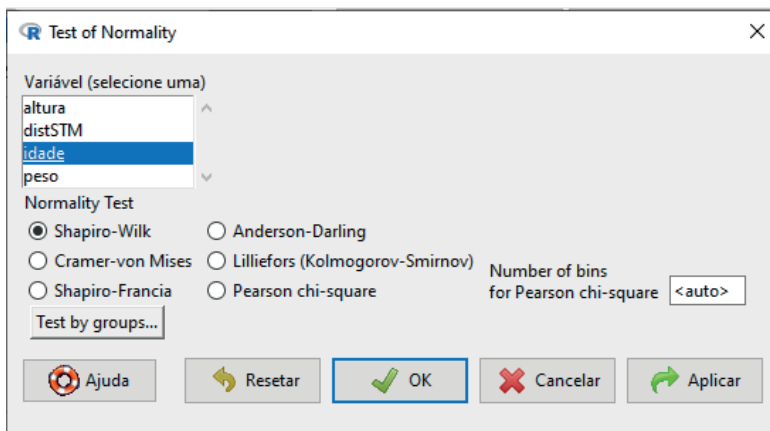 Test of Normality
Variável (selecione uma)
altura
distSTM
idade
peso
Normality Test
Shapiro-Wilk
Anderson-Darling
Cramer-von Mises
Lilliefors (Kolmogorov-Smirnov)
Shapiro-Francia
Pearson chi-square
Number of bins
for Pearson chi-square <auto>
Test by groups...
Ajuda
Resetar
OK
Cancelar
Aplicar